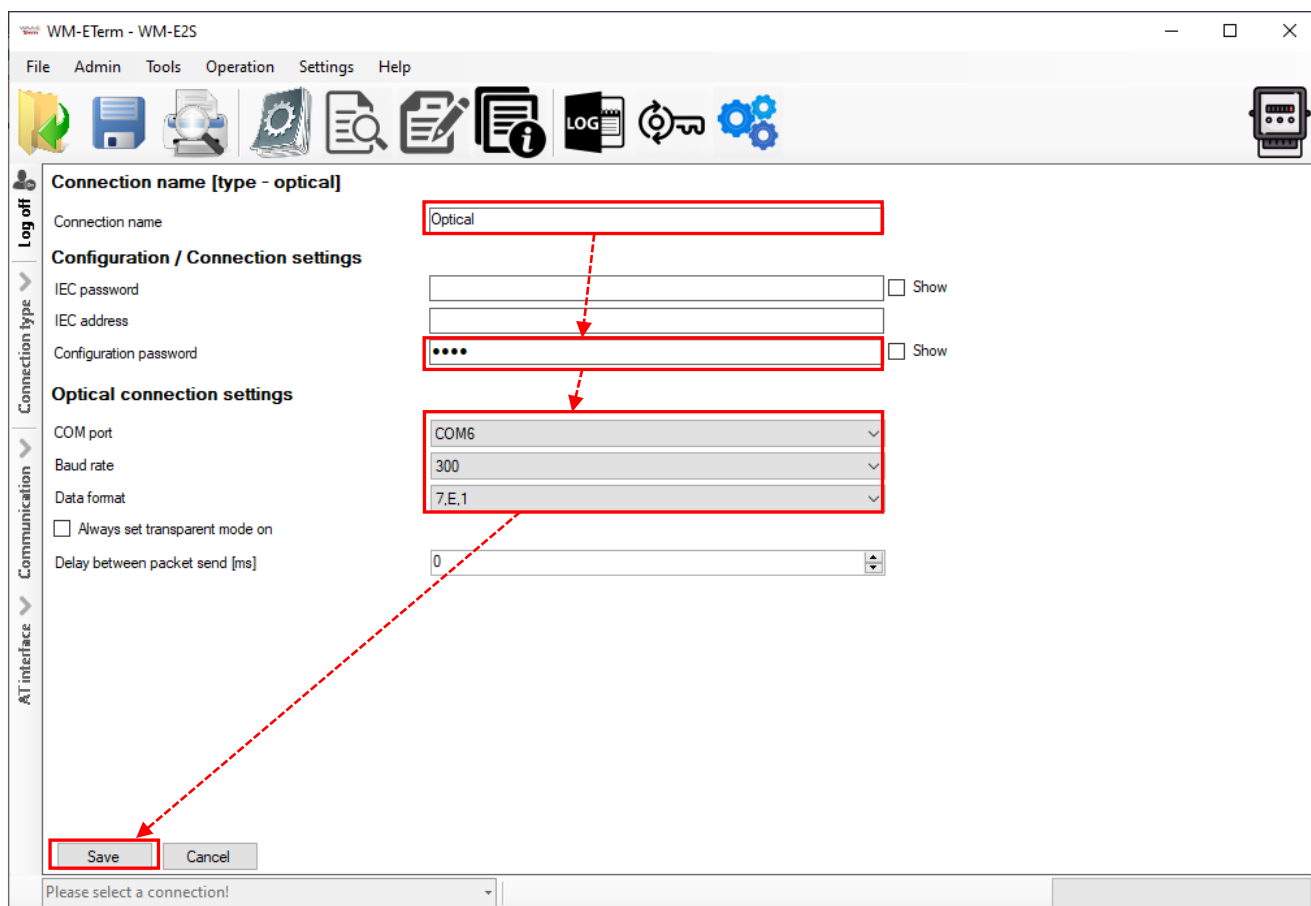 WM-ETerm - WM-E2S
File Admin Tools Operation Settings Help
LOG
Log off
Connection type
Communication
AT interface
Connection name [type - optical]
Connection name Optical
Configuration / Connection settings
IEC password Show
IEC address
Configuration password •••• Show
Optical connection settings
COM port COM6
Baud rate 300
Data format 7,E,1
Always set transparent mode on
Delay between packet send [ms] 0
Save Cancel
Please select a connection!